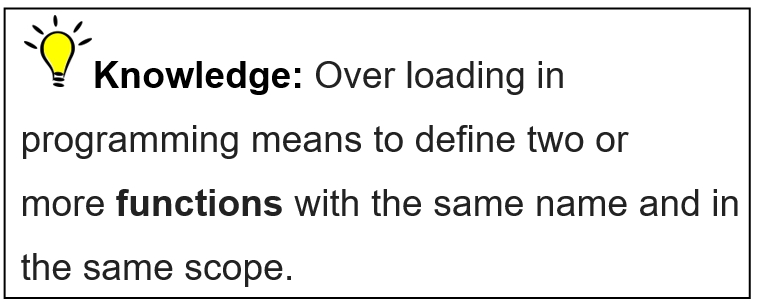 Knowledge: Over loading in
programming means to define two or
more functions with the same name and in
the same scope.